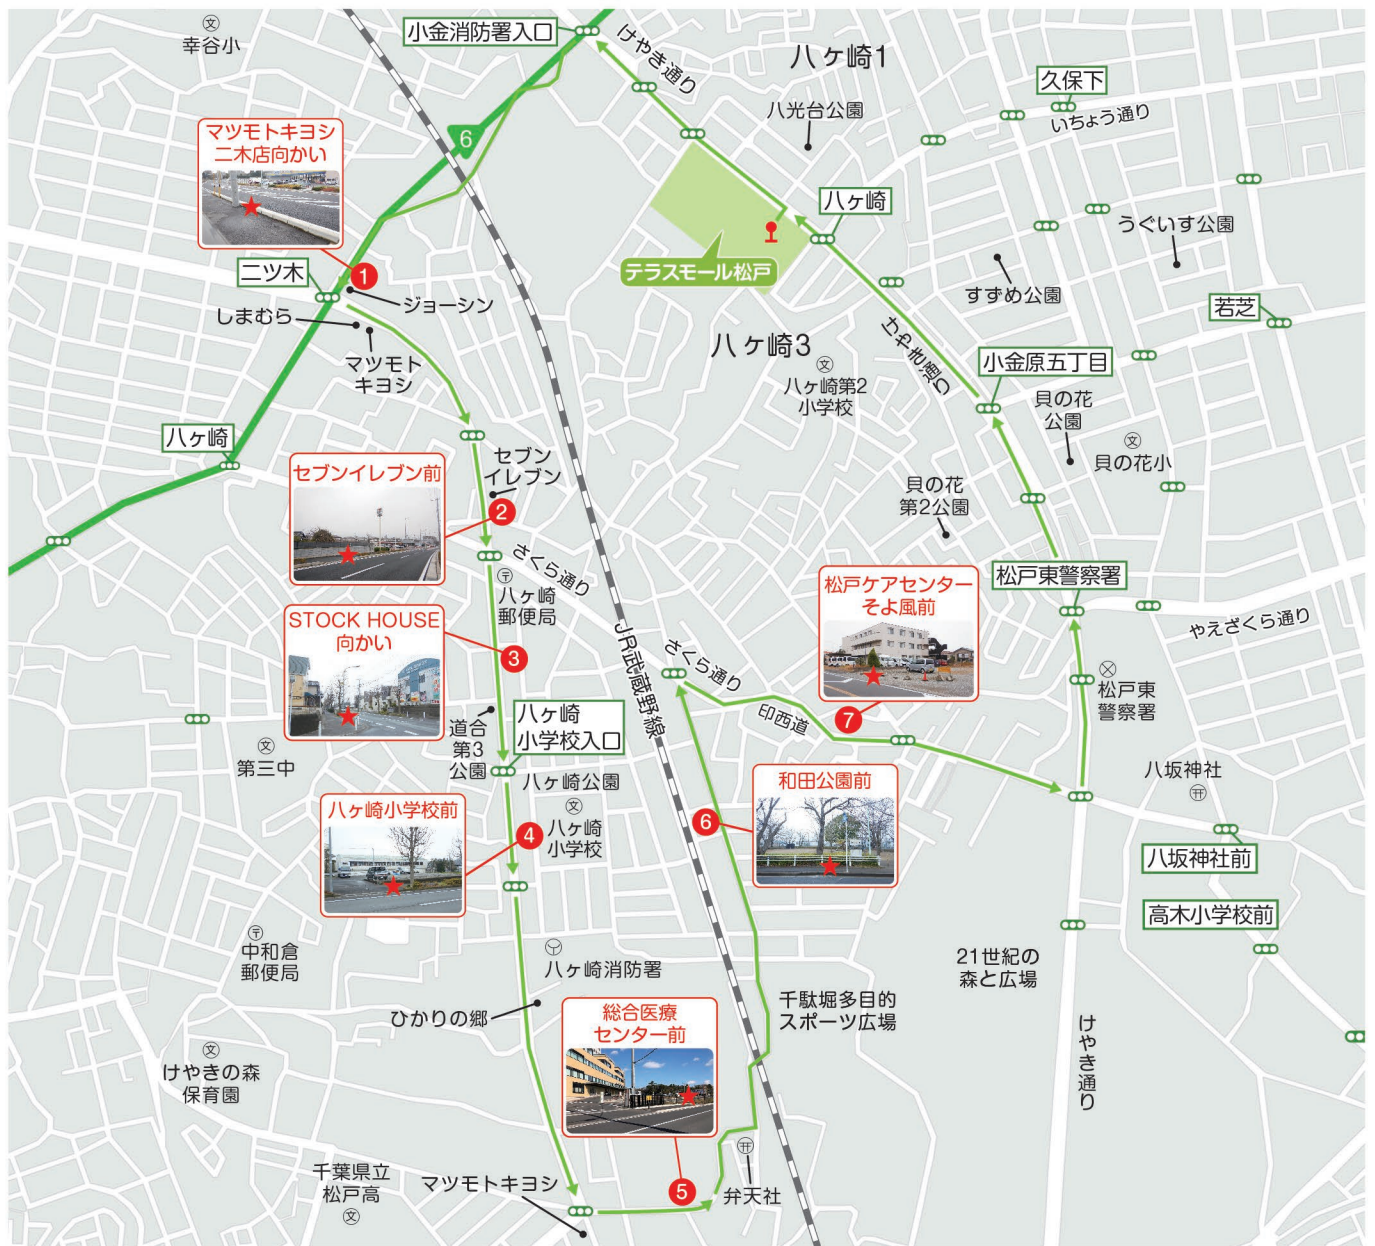 幸谷小
小金消防署入口
けやき通り
八ヶ崎1
久保下
いちょう通り
八光台公園
6
マツモトキヨシ
二木店向かい
八ヶ崎
うぐいす公園
テラスモール松戸
すずめ公園
二ツ木
1
ジョーシン
しまむら
マツモト
キヨシ
若芝
八ヶ崎3
けやき通り
小金原五丁目
八ヶ崎第2
小学校
貝の花
公園
貝の花小
八ヶ崎
セブン
イレブン
セブンイレブン前
2
貝の花
第2公園
さくら通り
八ヶ崎
郵便局
松戸東警察署
松戸ケアセンター
そよ風前
やえざくら通り
STOCK HOUSE
向かい
3
JR武蔵野線
さくら通り
松戸東
警察署
印西道
7
道合
第3
公園
八ヶ崎
小学校入口
第三中
八ヶ崎公園
八坂神社
和田公園前
6
八ヶ崎小学校前
4
八ヶ崎
小学校
八坂神社前
高木小学校前
中和倉
郵便局
八ヶ崎消防署
21世紀の
森と広場
千駄堀多目的
スポーツ広場
ひかりの郷
総合医療
センター前
けやき通り
けやきの森
保育園
千葉県立
松戸高
マツモトキヨシ
5
弁天社